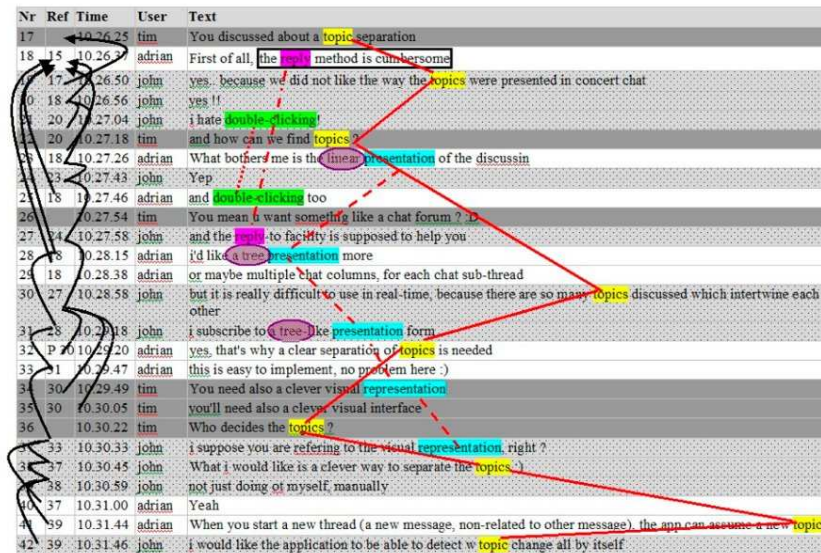 Nr Ref Time User Text
17 10.26.25 tim You discussed about a topic separation
18 15 10.26.37 adrian First of all, the reply method is cumbersome
19 17 10.26.50 john yes.. because we did not like the way the topics were presented in concert chat
20 18 10.26.56 john yes !!
21 20 10.27.04 john i hate double-clicking!
22 20 10.27.18 tim and how can we find topics ?
23 18 10.27.26 adrian What bothers me is the linear presentation of the discussin
24 23 10.27.43 john Yep
25 18 10.27.46 adrian and double-clicking too
26 10.27.54 tim You mean u want somethig like a chat forum ? :D
27 24 10.27.58 john and the reply-to facility is supposed to help you
28 18 10.28.15 adrian i'd like a tree presentation more
29 18 10.28.38 adrian or maybe multiple chat columns, for each chat sub-thread
30 27 10.28.58 john but it is really difficult to use in real-time, because there are so many topics discussed which intertwine each
other
31 28 10.29.18 john i subscribe to a tree-like presentation form
32 P 30 10.29.20 adrian yes, that's why a clear separation of topics is needed
33 31 10.29.47 adrian this is easy to implement, no problem here :)
34 30 10.29.49 tim You need also a clever visual representation
35 30 10.30.05 tim you'll need also a clever visual interface
36 10.30.22 tim Who decides the topics ?
37 33 10.30.33 john i suppose you are refering to the visual representation, right ?
38 37 10.30.45 john What i would like is a clever way to separate the topics :)
39 38 10.30.59 john not just doing ot myself, manually
40 37 10.31.00 adrian Yeah
41 39 10.31.44 adrian When you start a new thread (a new message, non-related to other message), the app can assume a new topic
42 39 10.31.46 john i would like the application to be able to detect w topic change all by itself